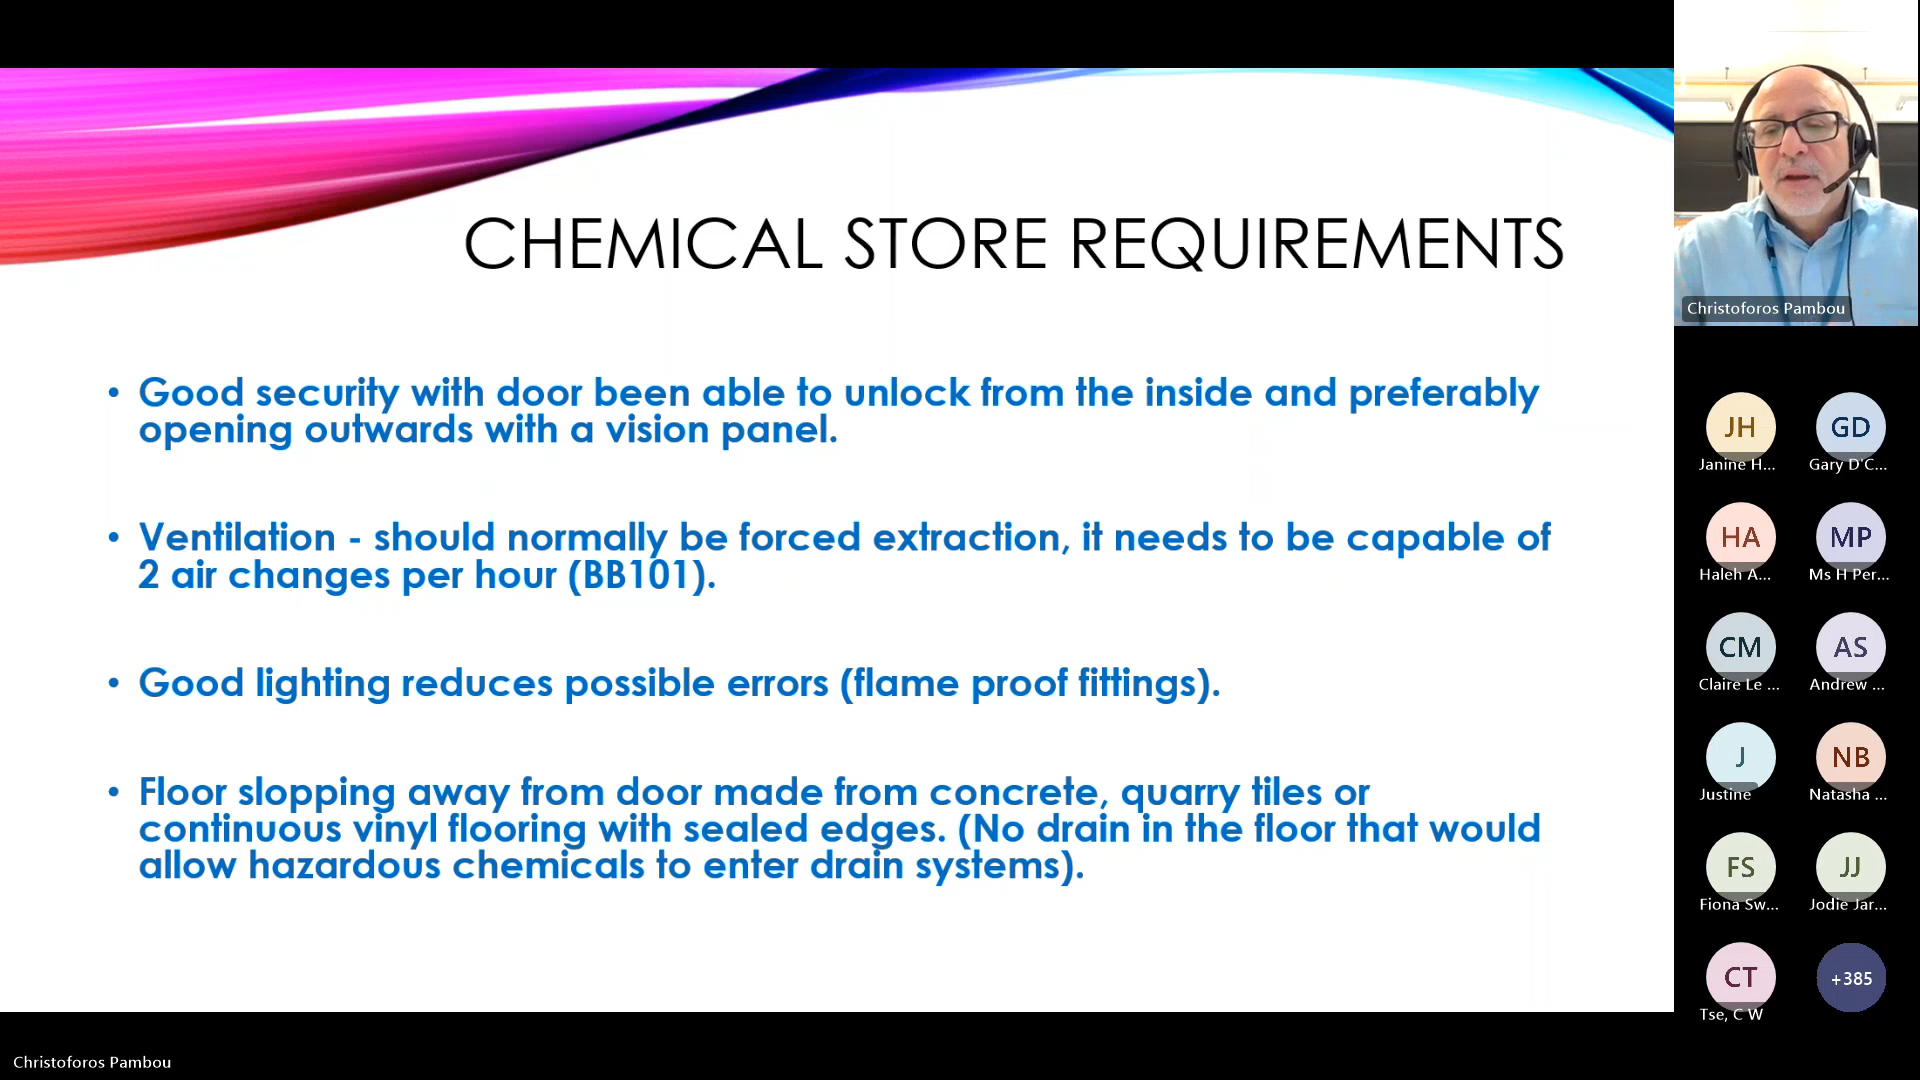 CHEMICAL STORE REQUIREMENTS
• Good security with door been able to unlock from the inside and preferably
opening outwards with a vision panel.
• Ventilation - should normally be forced extraction, it needs to be capable of
2 air changes per hour (BB101).
• Good lighting reduces possible errors (flame proof fittings).
• Floor slopping away from door made from concrete, quarry tiles or
continuous vinyl flooring with sealed edges. (No drain in the floor that would
allow hazardous chemicals to enter drain systems).
Christoforos Pambou
JH
Janine H...
GD
Gary D'C...
HA
Haleh A...
MP
Ms H Per...
CM
Claire Le ...
AS
Andrew ...
J
Justine
NB
Natasha ...
FS
Fiona Sw...
JJ
Jodie Jar...
CT
Tse, C W
+385
Christoforos Pambou